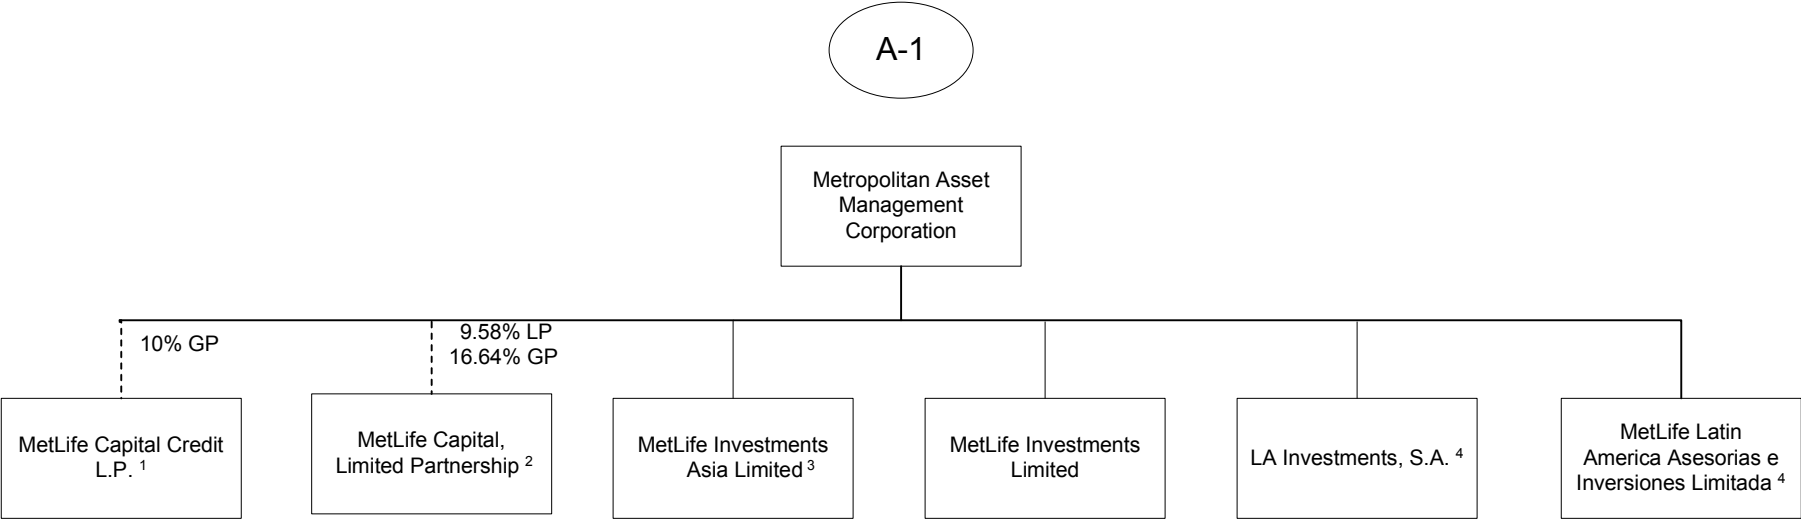 A-1
Metropolitan Asset
Management
Corporation
10% GP
9.58% LP
16.64% GP
MetLife Capital Credit
L.P. 1
MetLife Capital,
Limited Partnership 2
MetLife Investments
Asia Limited 3
MetLife Investments
Limited
LA Investments, S.A. 4
MetLife Latin
America Asesorias e
Inversiones Limitada 4